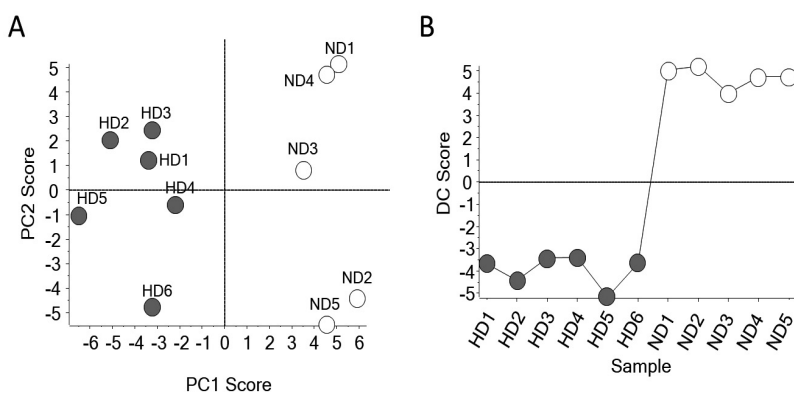 A
B
ND1
ND4
HD3
HD2
HD1
ND3
HD4
HD5
HD6
ND2
ND5
5
4
3
2
1
0
-1
-2
-3
-4
-5
PC2 Score
-6 -5 -4 -3 -2 -1 0 1 2 3 4 5 6
PC1 Score
5
4
3
2
1
0
-1
-2
-3
-4
-5
DC Score
HD1 HD2 HD3 HD4 HD5 HD6 ND1 ND2 ND3 ND4 ND5
Sample